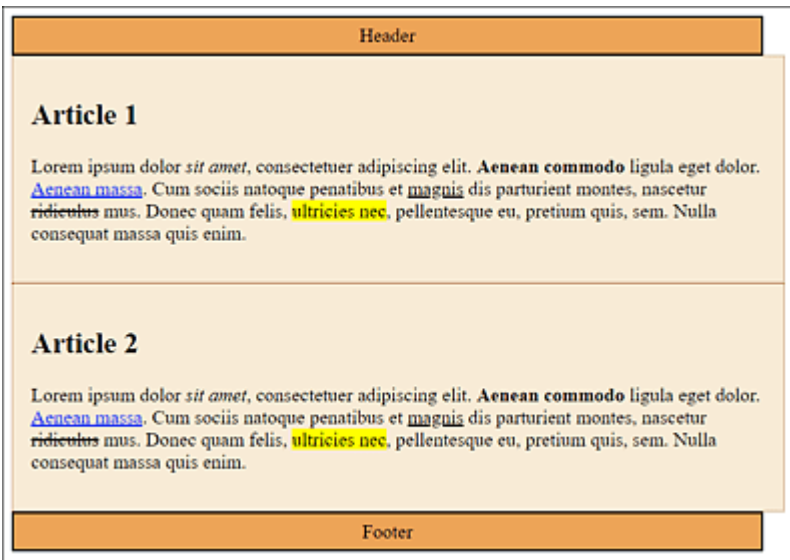 Header
Article 1
Lorem ipsum dolor sit amet, consectetuer adipiscing elit. Aenean commodo ligula eget dolor.
Aenean massa. Cum sociis natoque penatibus et magnis dis parturient montes, nascetur
ridiculus mus. Donec quam felis, ultricies nec, pellentesque eu, pretium quis, sem. Nulla
consequat massa quis enim.
Article 2
Lorem ipsum dolor sit amet, consectetuer adipiscing elit. Aenean commodo ligula eget dolor.
Aenean massa. Cum sociis natoque penatibus et magnis dis parturient montes, nascetur
ridiculus mus. Donec quam felis, ultricies nec, pellentesque eu, pretium quis, sem. Nulla
consequat massa quis enim.
Footer